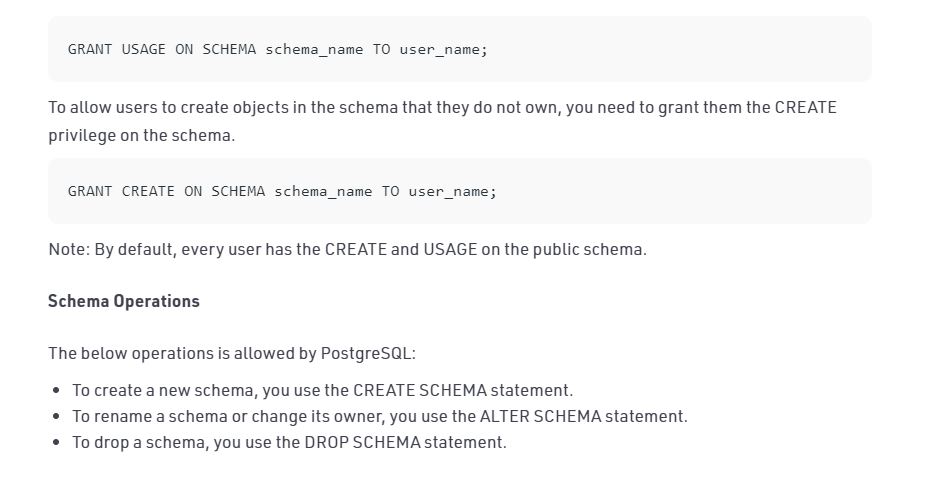 GRANT USAGE ON SCHEMA schema_name TO user_name;
To allow users to create objects in the schema that they do not own, you need to grant them the CREATE
privilege on the schema.
GRANT CREATE ON SCHEMA schema_name TO user_name;
Note: By default, every user has the CREATE and USAGE on the public schema.
Schema Operations
The below operations is allowed by PostgreSQL:
• To create a new schema, you use the CREATE SCHEMA statement.
• To rename a schema or change its owner, you use the ALTER SCHEMA statement.
• To drop a schema, you use the DROP SCHEMA statement.